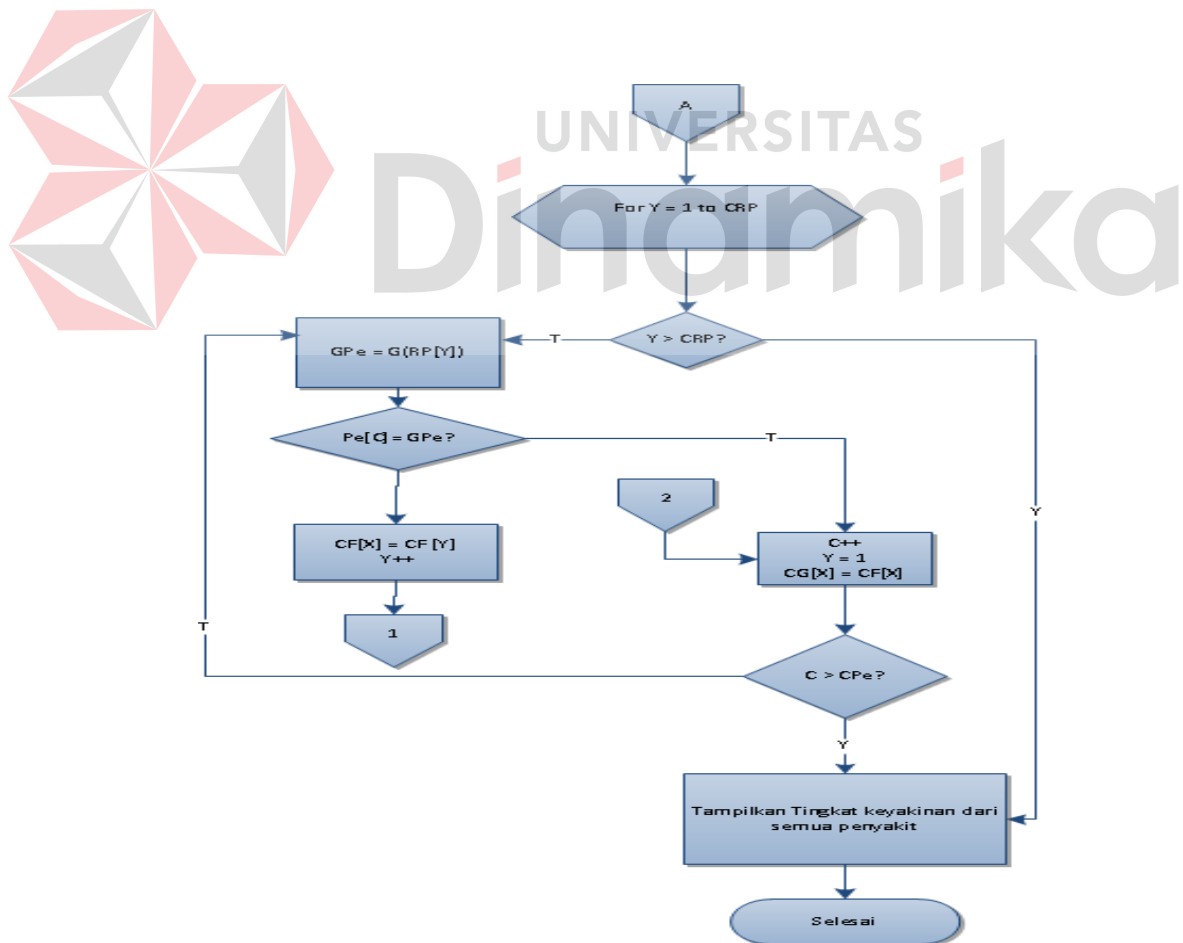 A
UNIVERSITAS
Dinamika
For Y = 1 to CRP
Y > CRP?
T
Y
GPe = G(RP[Y])
Pe[C] = GPe?
T
2
CF[X] = CF [Y]
Y++
C++
Y = 1
CG[X] = CF[X]
1
T
C > CPe?
Y
Tampilkan Tingkat keyakinan dari
semua penyakit
Selesai